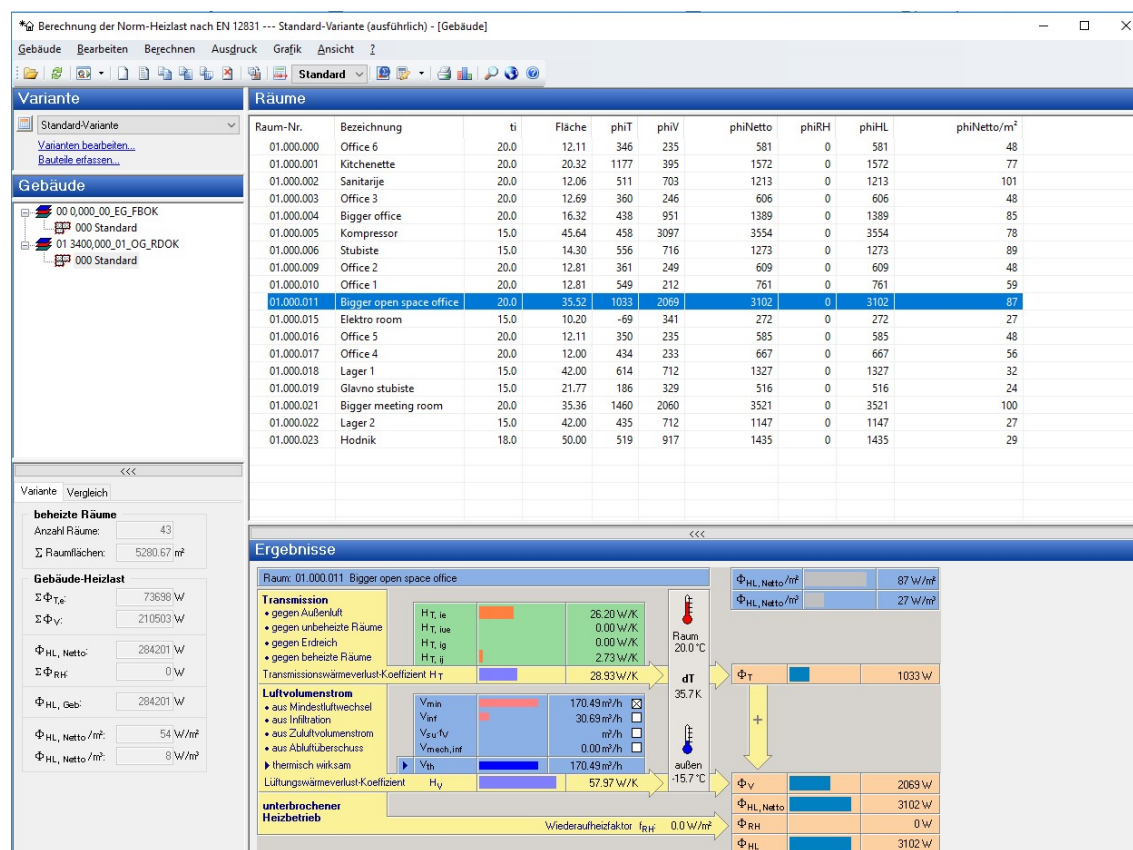 *Berechnung der Norm-Heizlast nach EN 12831 --- Standard-Variante (ausführlich) - [Gebäude]
Gebäude Bearbeiten Berechnen Ausdruck Grafik Ansicht ?
Standard
Variante
Standard-Variante
Varianten bearbeiten...
Bauteile erfassen...
Gebäude
00 0,000_00_EG_FBOK
000 Standard
01 3400,000_01_OG_RDOK
000 Standard
<<<
Variante Vergleich
beheizte Räume
Anzahl Räume: 43
Σ Raumflächen: 5280.67 m²
Gebäude-Heizlast
ΣΦT,e: 73698 W
ΣΦV: 210503 W
ΦHL, Netto: 284201 W
ΣΦRH: 0 W
ΦHL, Geb: 284201 W
ΦHL, Netto/m²: 54 W/m²
ΦHL, Netto/m³: 8 W/m³
Räume
Raum-Nr. Bezeichnung ti Fläche phiT phiV phiNetto phiRH phiHL phiNetto/m²
01.000.000 Office 6 20.0 12.11 346 235 581 0 581 48
01.000.001 Kitchenette 20.0 20.32 1177 395 1572 0 1572 77
01.000.002 Sanitarije 20.0 12.06 511 703 1213 0 1213 101
01.000.003 Office 3 20.0 12.69 360 246 606 0 606 48
01.000.004 Bigger office 20.0 16.32 438 951 1389 0 1389 85
01.000.005 Kompressor 15.0 45.64 458 3097 3554 0 3554 78
01.000.006 Stubiste 15.0 14.30 556 716 1273 0 1273 89
01.000.009 Office 2 20.0 12.81 361 249 609 0 609 48
01.000.010 Office 1 20.0 12.81 549 212 761 0 761 59
01.000.011 Bigger open space office 20.0 35.52 1033 2069 3102 0 3102 87
01.000.015 Elektro room 15.0 10.20 -69 341 272 0 272 27
01.000.016 Office 5 20.0 12.11 350 235 585 0 585 48
01.000.017 Office 4 20.0 12.00 434 233 667 0 667 56
01.000.018 Lager 1 15.0 42.00 614 712 1327 0 1327 32
01.000.019 Glavno stubiste 15.0 21.77 186 329 516 0 516 24
01.000.021 Bigger meeting room 20.0 35.36 1460 2060 3521 0 3521 100
01.000.022 Lager 2 15.0 42.00 435 712 1147 0 1147 27
01.000.023 Hodnik 18.0 50.00 519 917 1435 0 1435 29
<<<
Ergebnisse
Raum: 01.000.011 Bigger open space office
ΦHL, Netto/m² 87 W/m²
ΦHL, Netto/m³ 27 W/m³
Transmission
• gegen Außenluft HT, ie 26.20 W/K
• gegen unbeheizte Räume HT, iue 0.00 W/K
• gegen Erdreich HT, ig 0.00 W/K
• gegen beheizte Räume HT, ij 2.73 W/K
Raum
20.0 °C
Transmissionswärmeverlust-Koeffizient HT 28.93 W/K
dT
35.7 K
ΦT 1033 W
Luftvolumenstrom
• aus Mindestluftwechsel Vmin 170.49 m³/h
• aus Infiltration Vinf 30.69 m³/h
• aus Zuluftvolumenstrom Vsu·fV m³/h
• aus Abluftüberschuss Vmech,inf 0.00 m³/h
+
thermisch wirksam Vth 170.49 m³/h
außen
-15.7 °C
Lüftungswärmeverlust-Koeffizient HV 57.97 W/K
ΦV 2069 W
unterbrochener
Heizbetrieb
ΦHL, Netto 3102 W
Wiederaufheizfaktor fRH: 0.0 W/m²
ΦRH 0 W
ΦHL 3102 W